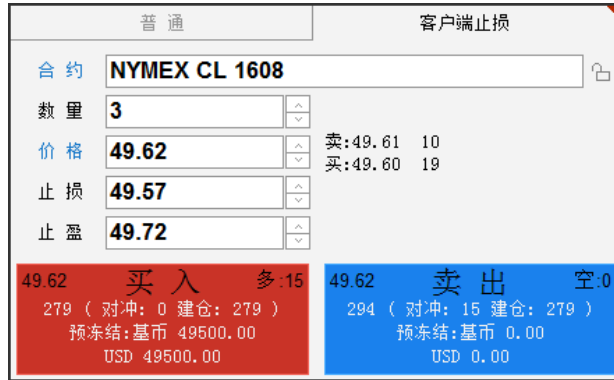 普 通 客户端止损
合 约 NYMEX CL 1608
数 量 3
价 格 49.62 卖:49.61 10
买:49.60 19
止 损 49.57
止 盈 49.72
49.62 买 入 多:15
279 ( 对冲: 0 建仓: 279 )
预冻结:基币 49500.00
USD 49500.00
49.62 卖 出 空:0
294 ( 对冲: 15 建仓: 279 )
预冻结:基币 0.00
USD 0.00